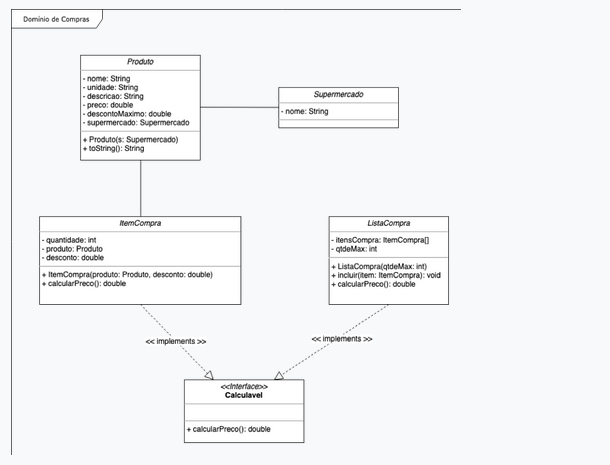 Domínio de Compras
Produto
- nome: String
- unidade: String
- descricao: String
- preco: double
- descontoMaximo: double
- supermercado: Supermercado
+ Produto(s: Supermercado)
+ toString(): String
Supermercado
- nome: String
ItemCompra
- quantidade: int
- produto: Produto
- desconto: double
+ ItemCompra(produto: Produto, desconto: double)
+ calcularPreco(): double
ListaCompra
- itensCompra: ItemCompra[]
- qtdeMax: int
+ ListaCompra(qtdeMax: int)
+ incluir(item: ItemCompra): void
+ calcularPreco(): double
<< implements >>
<< implements >>
<<Interface>>
Calculavel
+ calcularPreco(): double